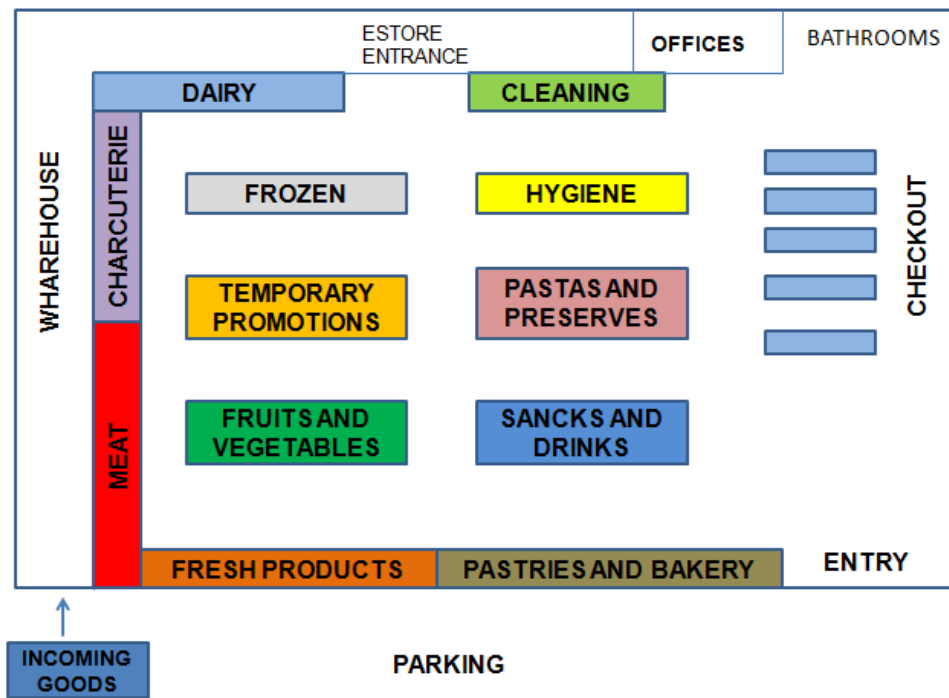 ESTORE
ENTRANCE
OFFICES
BATHROOMS
DAIRY
CLEANING
WHAREHOUSE
CHARCUTERIE
FROZEN
HYGIENE
CHECKOUT
TEMPORARY
PROMOTIONS
PASTAS AND
PRESERVES
MEAT
FRUITS AND
VEGETABLES
SANCKS AND
DRINKS
FRESH PRODUCTS
PASTRIES AND BAKERY
ENTRY
INCOMING
GOODS
PARKING